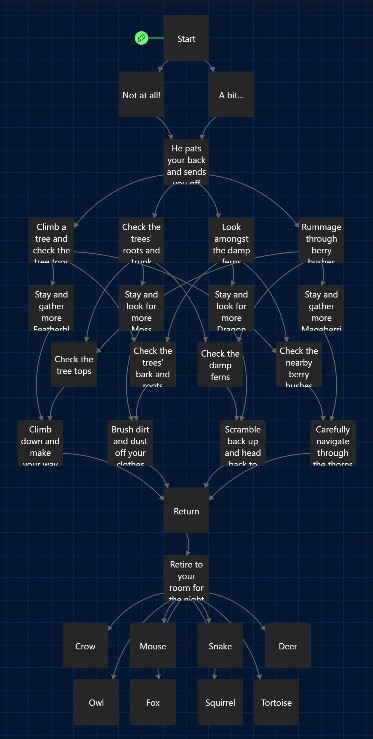 Start
Not at all!
A bit...
He pats
your back
and sends
you off
Climb a
tree and
check the
tree tops
Check the
trees'
roots and
trunk
Look
amongst
the damp
ferns
Rummage
through
berry
bushes
Stay and
gather
more
Stay and
look for
more
Moss
Stay and
look for
more
Dragon
Stay and
gather
more
Check the
tree tops
Check the
trees'
bark and
roots
Check the
damp
ferns
Check the
nearby
berry
bushes
Climb
down and
make
your way
Brush dirt
and dust
off your
clothes
Scramble
back up
and head
back to
Carefully
navigate
through
the thorns
Return
Retire to
your
room for
the night
Crow
Mouse
Snake
Deer
Owl
Fox
Squirrel
Tortoise